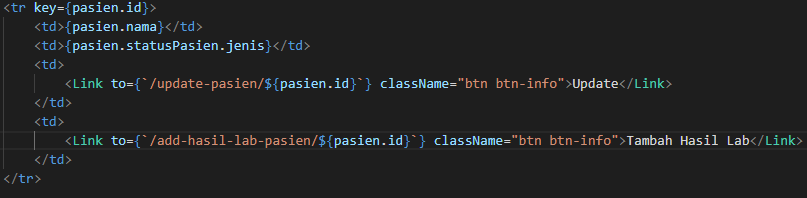 <tr key={pasien.id}>
<td>{pasien.nama}</td>
<td>{pasien.statusPasien.jenis}</td>
<td>
<Link to={`/update-pasien/${pasien.id}`} className="btn btn-info">Update</Link>
</td>
<td>
<Link to={`/add-hasil-lab-pasien/${pasien.id}`} className="btn btn-info">Tambah Hasil Lab</Link>
</td>
</tr>